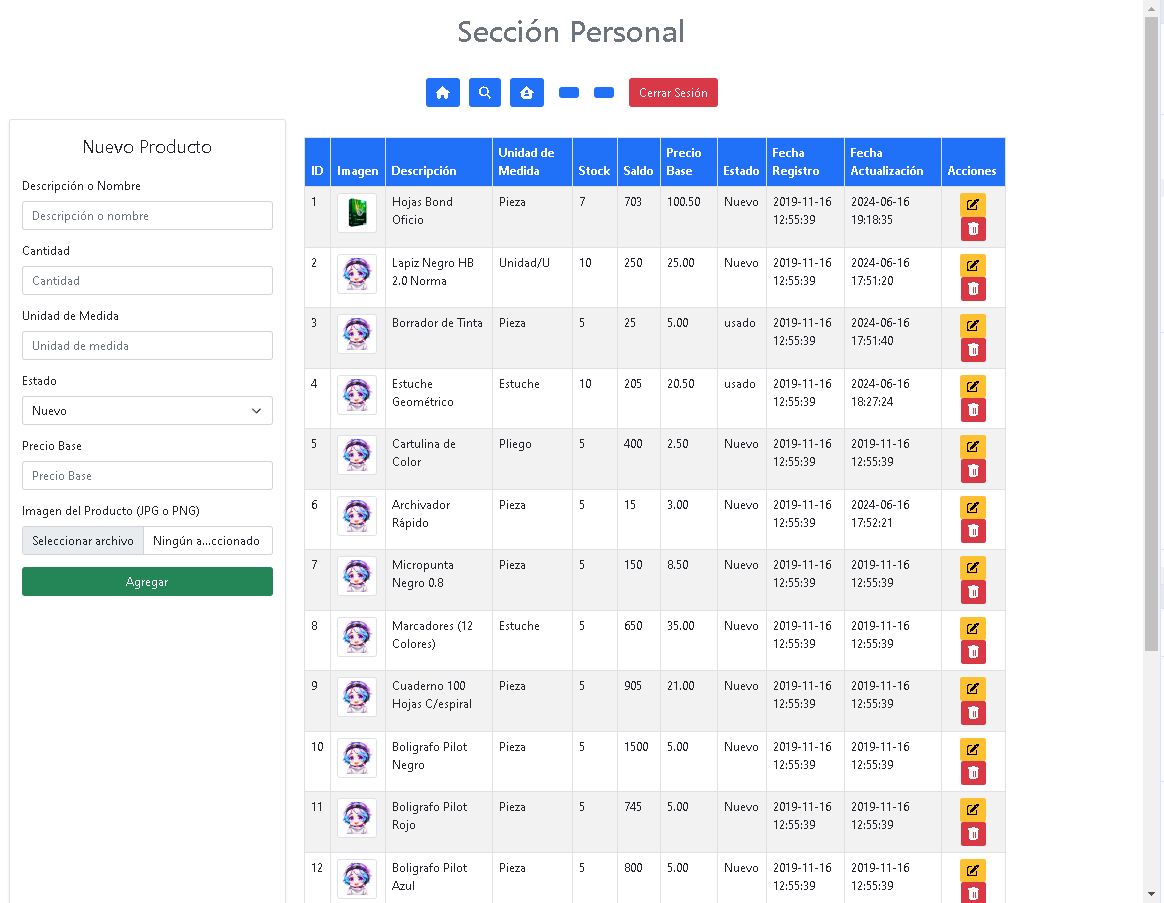 Sección Personal
Cerrar Sesión
Nuevo Producto
Descripción o Nombre
Descripción o nombre
Cantidad
Cantidad
Unidad de Medida
Unidad de medida
Estado
Nuevo
Precio Base
Precio Base
Imagen del Producto (JPG o PNG)
Seleccionar archivo Ningún a...ccionado
Agregar
ID Imagen Descripción Unidad de Medida Stock Saldo Precio Base Estado Fecha Registro Fecha Actualización Acciones
1 Hojas Bond Oficio Pieza 7 703 100.50 Nuevo 2019-11-16 12:55:39 2024-06-16 19:18:35
2 Lapiz Negro HB 2.0 Norma Unidad/U 10 250 25.00 Nuevo 2019-11-16 12:55:39 2024-06-16 17:51:20
3 Borrador de Tinta Pieza 5 25 5.00 usado 2019-11-16 12:55:39 2024-06-16 17:51:40
4 Estuche Geométrico Estuche 10 205 20.50 usado 2019-11-16 12:55:39 2024-06-16 18:27:24
5 Cartulina de Color Pliego 5 400 2.50 Nuevo 2019-11-16 12:55:39 2019-11-16 12:55:39
6 Archivador Rápido Pieza 5 15 3.00 Nuevo 2019-11-16 12:55:39 2024-06-16 17:52:21
7 Micropunta Negro 0.8 Pieza 5 150 8.50 Nuevo 2019-11-16 12:55:39 2019-11-16 12:55:39
8 Marcadores (12 Colores) Estuche 5 650 35.00 Nuevo 2019-11-16 12:55:39 2019-11-16 12:55:39
9 Cuaderno 100 Hojas C/espiral Pieza 5 905 21.00 Nuevo 2019-11-16 12:55:39 2019-11-16 12:55:39
10 Boligrafo Pilot Negro Pieza 5 1500 5.00 Nuevo 2019-11-16 12:55:39 2019-11-16 12:55:39
11 Boligrafo Pilot Rojo Pieza 5 745 5.00 Nuevo 2019-11-16 12:55:39 2019-11-16 12:55:39
12 Boligrafo Pilot Azul Pieza 5 800 5.00 Nuevo 2019-11-16 12:55:39 2019-11-16 12:55:39